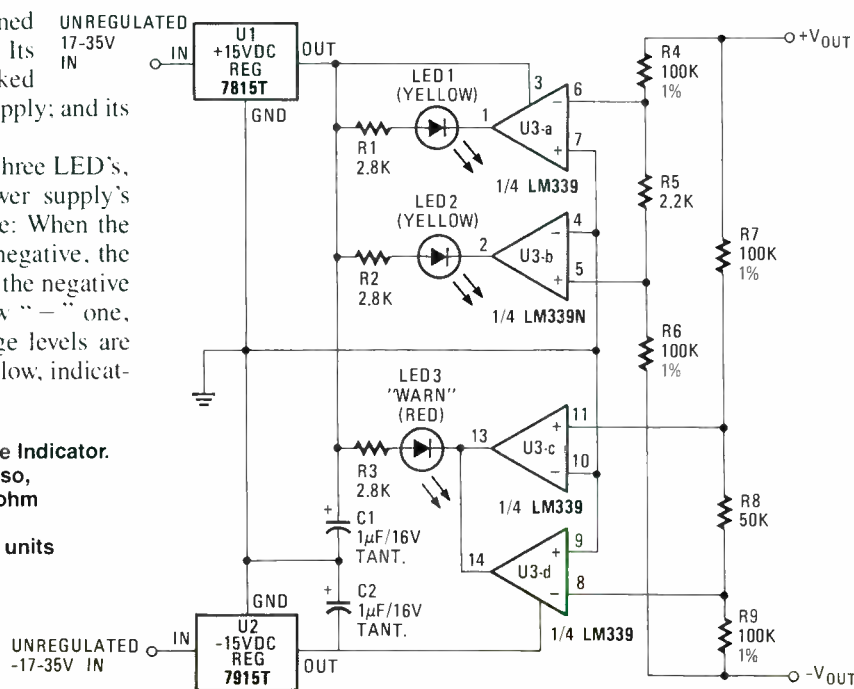 ned
Its
ked
pply; and its
hree LED's,
wer supply's
e: When the
negative, the
the negative
w “ – ” one,
ge levels are
low, indicat-
e Indicator.
so,
ohm
units
UNREGULATED
17-35V
IN
IN
U1
+15VDC
REG
7815T
OUT
GND
LED1
(YELLOW)
R1
2.8K
1
3
6
7
−
+
U3-a
1/4 LM339
LED2
(YELLOW)
R2
2.8K
2
4
5
−
+
U3-b
1/4 LM339N
LED3
"WARN"
(RED)
R3
2.8K
13
11
10
+
−
U3-c
1/4 LM339
14
9
8
+
−
U3-d
1/4 LM339
+
C1
1µF/16V
TANT.
+
C2
1µF/16V
TANT.
GND
U2
-15VDC
REG
7915T
IN
OUT
UNREGULATED
-17-35V IN
R4
100K
1%
R5
2.2K
R6
100K
1%
R7
100K
1%
R8
50K
R9
100K
1%
+VOUT
-VOUT